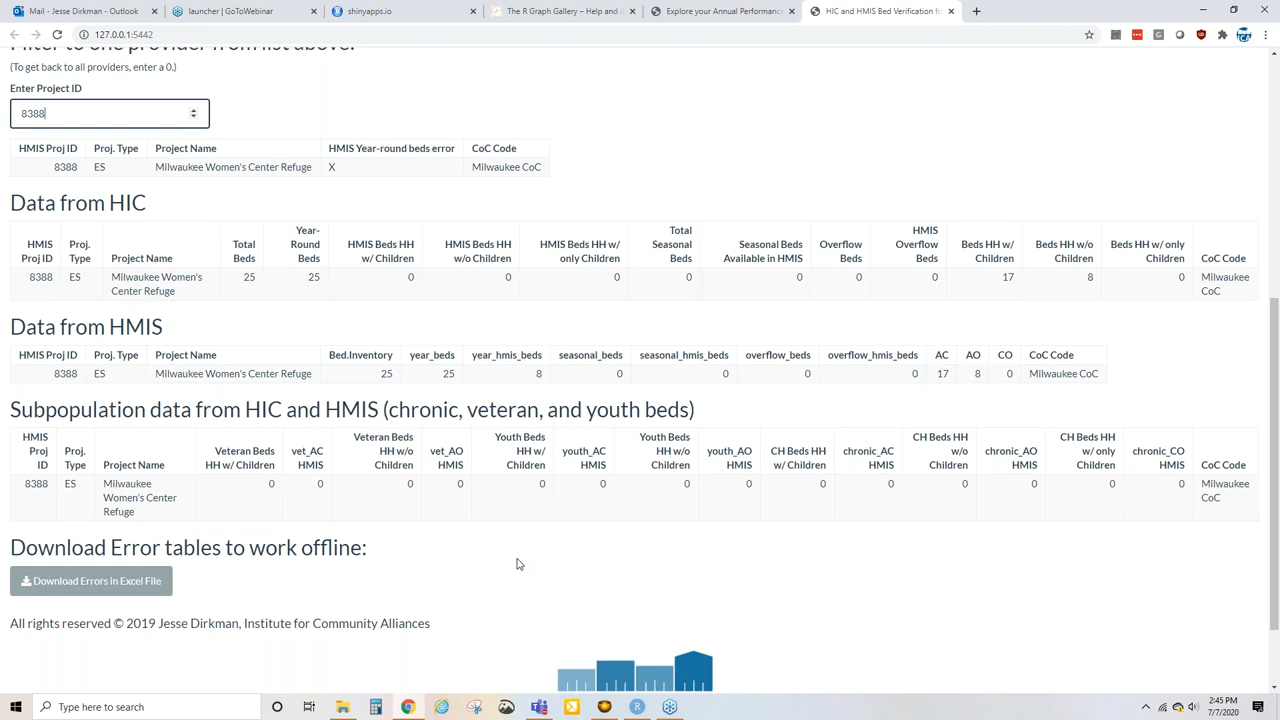 Mail - Jesse Dirkman - Outlook
launcher | GoToWebinar
shinyapps.io
The R Graph Gallery – Help and i
Explore your Annual Performance
HIC and HMIS Bed Verification fo
127.0.0.1:5442
Filter to one provider from list above:
(To get back to all providers, enter a 0.)
Enter Project ID
8388
HMIS Proj ID Proj. Type Project Name HMIS Year-round beds error CoC Code
8388 ES Milwaukee Women's Center Refuge X Milwaukee CoC
Data from HIC
HMIS Proj ID Proj. Type Project Name Total Beds Year-Round Beds HMIS Beds HH w/ Children HMIS Beds HH w/o Children HMIS Beds HH w/ only Children Total Seasonal Beds Seasonal Beds Available in HMIS Overflow Beds HMIS Overflow Beds Beds HH w/ Children Beds HH w/o Children Beds HH w/ only Children CoC Code
8388 ES Milwaukee Women's Center Refuge 25 25 0 0 0 0 0 0 0 17 8 0 Milwaukee CoC
Data from HMIS
HMIS Proj ID Proj. Type Project Name Bed.Inventory year_beds year_hmis_beds seasonal_beds seasonal_hmis_beds overflow_beds overflow_hmis_beds AC AO CO CoC Code
8388 ES Milwaukee Women's Center Refuge 25 25 8 0 0 0 0 17 8 0 Milwaukee CoC
Subpopulation data from HIC and HMIS (chronic, veteran, and youth beds)
HMIS Proj ID Proj. Type Project Name Veteran Beds HH w/ Children vet_AC HMIS Veteran Beds HH w/o Children vet_AO HMIS Youth Beds HH w/ Children youth_AC HMIS Youth Beds HH w/o Children youth_AO HMIS CH Beds HH w/ Children chronic_AC HMIS CH Beds HH w/o Children chronic_AO HMIS CH Beds HH w/ only Children chronic_CO HMIS CoC Code
8388 ES Milwaukee Women's Center Refuge 0 0 0 0 0 0 0 0 0 0 0 0 0 0 Milwaukee CoC
Download Error tables to work offline:
Download Errors in Excel File
All rights reserved © 2019 Jesse Dirkman, Institute for Community Alliances
Type here to search
2:45 PM
7/7/2020